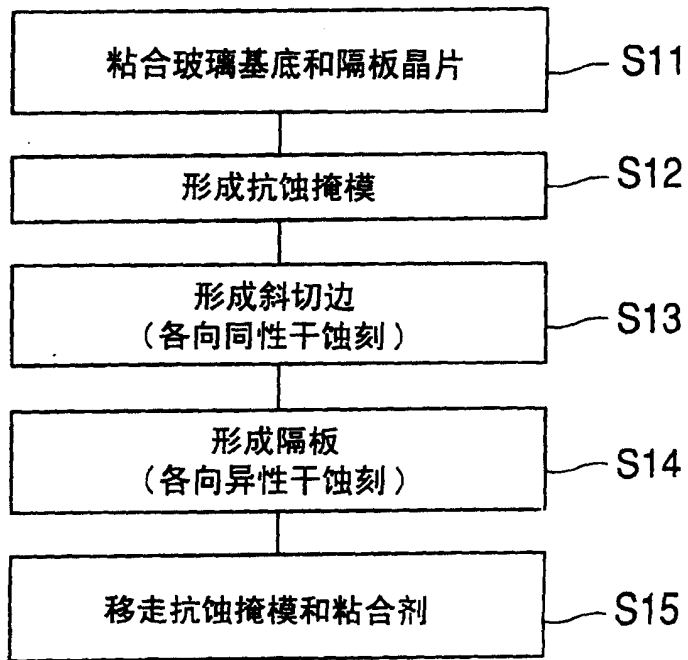 粘合玻璃基底和隔板晶片
S11
形成抗蚀掩模
S12
形成斜切边
(各向同性干蚀刻)
S13
形成隔板
(各向异性干蚀刻)
S14
移走抗蚀掩模和粘合剂
S15